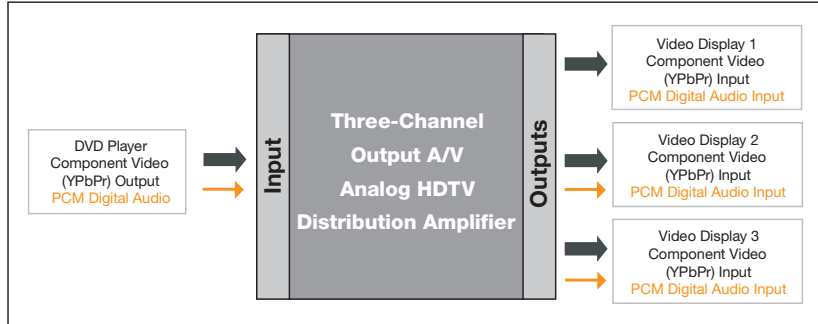 DVD Player
Component Video
(YPbPr) Output
PCM Digital Audio
Input
Three-Channel
Output A/V
Analog HDTV
Distribution Amplifier
Outputs
Video Display 1
Component Video
(YPbPr) Input
PCM Digital Audio Input
Video Display 2
Component Video
(YPbPr) Input
PCM Digital Audio Input
Video Display 3
Component Video
(YPbPr) Input
PCM Digital Audio Input